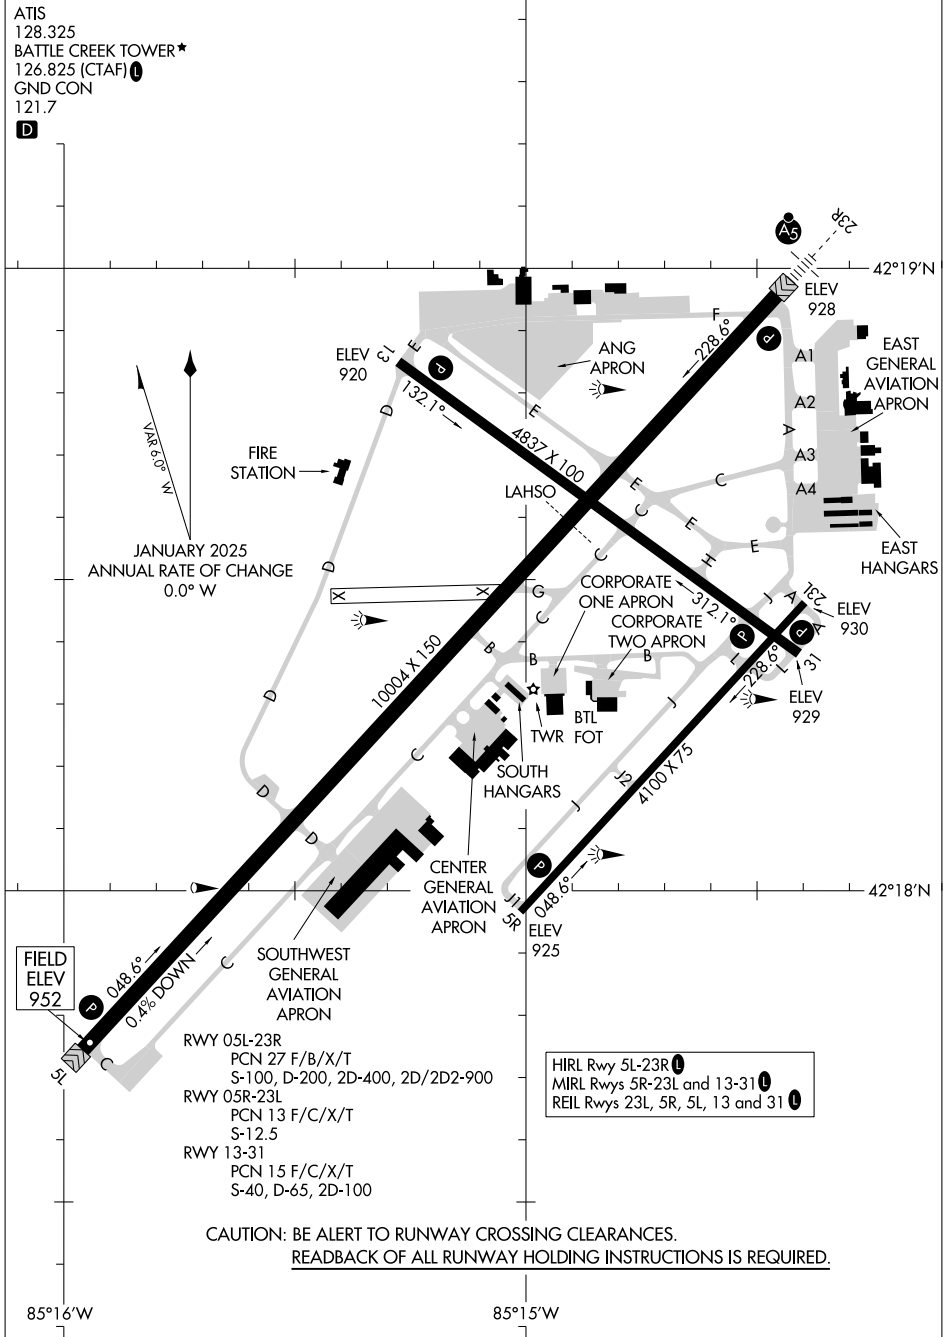 ATIS
128.325
BATTLE CREEK TOWER★
126.825 (CTAF) L
GND CON
121.7
D
23R
A5
42°19'N
ELEV
928
F
228.6°
P
A1
EAST
GENERAL
AVIATION
APRON
ANG
APRON
ELEV
920
13
E
P
132.1°
A2
A
D
E
4837 X 100
A3
A4
C
FIRE
STATION
VAR 6.0° W
LAHSO
E
C
E
H
E
EAST
HANGARS
JANUARY 2025
ANNUAL RATE OF CHANGE
0.0° W
D
C
CORPORATE
ONE APRON
CORPORATE
TWO APRON
X
X
G
C
312.1°
J
A
23L
ELEV
930
P
P
A
B
B
B
L
L
31
228.6°
ELEV
929
10004 X 150
D
TWR
BTL
FOT
J
C
SOUTH
HANGARS
J2
4100 X 75
D
D
J
P
048.6°
CENTER
GENERAL
AVIATION
APRON
42°18'N
J1
5R
ELEV
925
FIELD
ELEV
952
048.6°
0.4% DOWN
C
SOUTHWEST
GENERAL
AVIATION
APRON
P
5L
C
RWY 05L-23R
PCN 27 F/B/X/T
S-100, D-200, 2D-400, 2D/2D2-900
RWY 05R-23L
PCN 13 F/C/X/T
S-12.5
RWY 13-31
PCN 15 F/C/X/T
S-40, D-65, 2D-100
HIRL Rwy 5L-23R L
MIRL Rwys 5R-23L and 13-31 L
REIL Rwys 23L, 5R, 5L, 13 and 31 L
CAUTION: BE ALERT TO RUNWAY CROSSING CLEARANCES.
READBACK OF ALL RUNWAY HOLDING INSTRUCTIONS IS REQUIRED.
85°16'W
85°15'W